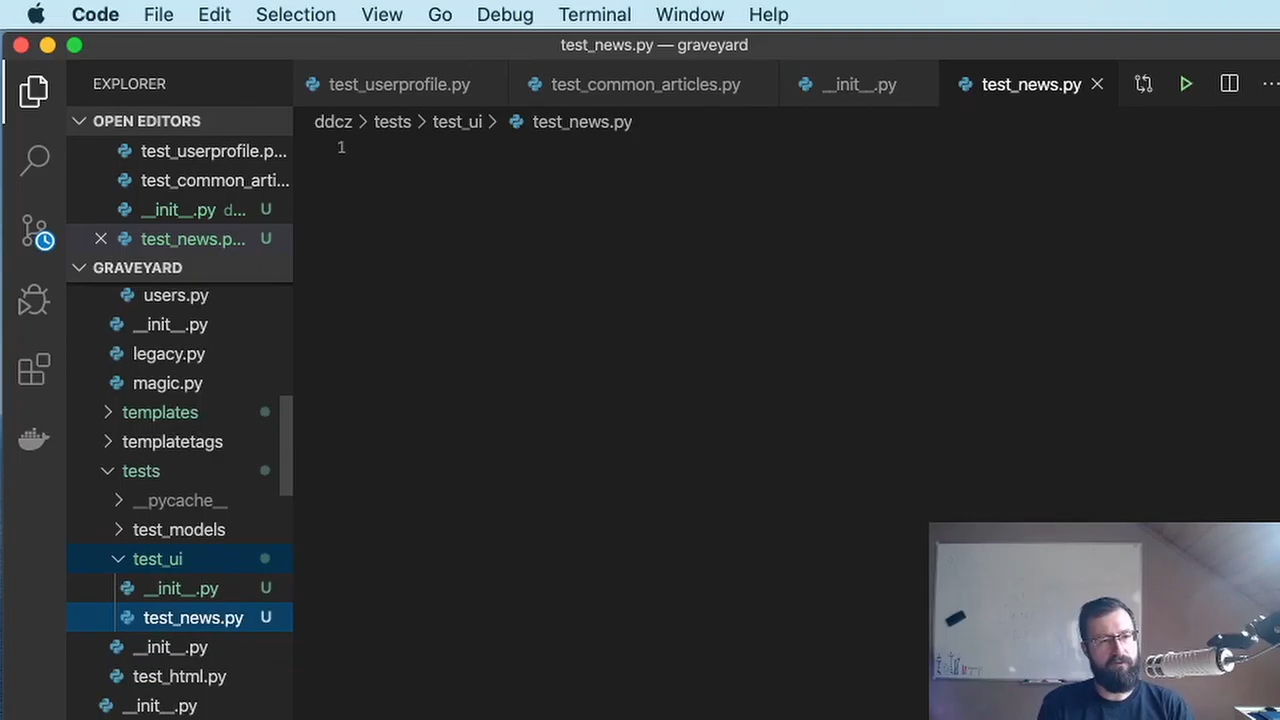 Code File Edit Selection View Go Debug Terminal Window Help
test_news.py — graveyard
EXPLORER
OPEN EDITORS
test_userprofile.p...
test_common_arti...
__init__.py d... U
test_news.p... U
GRAVEYARD
users.py
__init__.py
legacy.py
magic.py
templates
templatetags
tests
__pycache__
test_models
test_ui
__init__.py U
test_news.py U
__init__.py
test_html.py
__init__.py
test_userprofile.py test_common_articles.py __init__.py test_news.py
ddcz > tests > test_ui > test_news.py
1